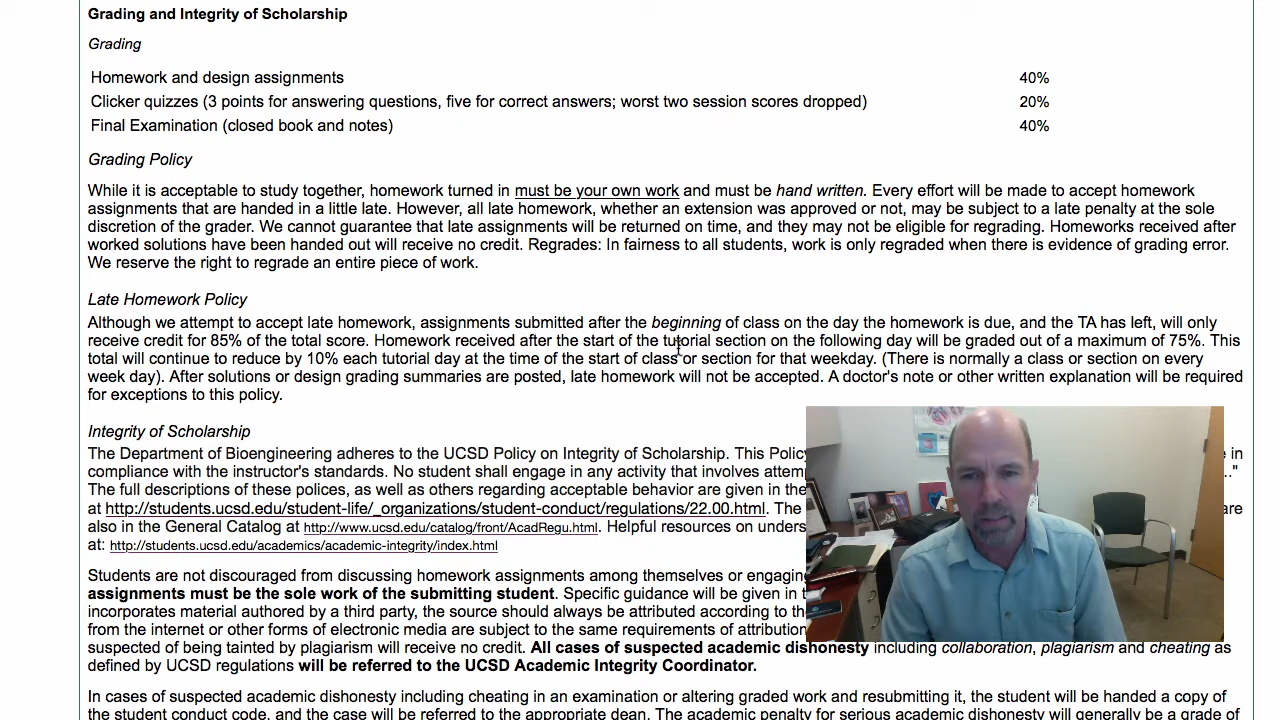 Grading and Integrity of Scholarship
Grading
Homework and design assignments 40%
Clicker quizzes (3 points for answering questions, five for correct answers; worst two session scores dropped) 20%
Final Examination (closed book and notes) 40%
Grading Policy
While it is acceptable to study together, homework turned in must be your own work and must be hand written. Every effort will be made to accept homework
assignments that are handed in a little late. However, all late homework, whether an extension was approved or not, may be subject to a late penalty at the sole
discretion of the grader. We cannot guarantee that late assignments will be returned on time, and they may not be eligible for regrading. Homeworks received after
worked solutions have been handed out will receive no credit. Regrades: In fairness to all students, work is only regraded when there is evidence of grading error.
We reserve the right to regrade an entire piece of work.
Late Homework Policy
Although we attempt to accept late homework, assignments submitted after the beginning of class on the day the homework is due, and the TA has left, will only
receive credit for 85% of the total score. Homework received after the start of the tutorial section on the following day will be graded out of a maximum of 75%. This
total will continue to reduce by 10% each tutorial day at the time of the start of class or section for that weekday. (There is normally a class or section on every
week day). After solutions or design grading summaries are posted, late homework will not be accepted. A doctor's note or other written explanation will be required
for exceptions to this policy.
Integrity of Scholarship
The Department of Bioengineering adheres to the UCSD Policy on Integrity of Scholarship. This Policy in
compliance with the instructor's standards. No student shall engage in any activity that involves attem .."
The full descriptions of these polices, as well as others regarding acceptable behavior are given in the
at http://students.ucsd.edu/student-life/_organizations/student-conduct/regulations/22.00.html. The are
also in the General Catalog at http://www.ucsd.edu/catalog/front/AcadRegu.html. Helpful resources on unders
at: http://students.ucsd.edu/academics/academic-integrity/index.html
Students are not discouraged from discussing homework assignments among themselves or engaging
assignments must be the sole work of the submitting student. Specific guidance will be given in
incorporates material authored by a third party, the source should always be attributed according to
from the internet or other forms of electronic media are subject to the same requirements of attribution
suspected of being tainted by plagiarism will receive no credit. All cases of suspected academic dishonesty including collaboration, plagiarism and cheating as
defined by UCSD regulations will be referred to the UCSD Academic Integrity Coordinator.
In cases of suspected academic dishonesty including cheating in an examination or altering graded work and resubmitting it, the student will be handed a copy of
the student conduct code, and the case will be referred to the appropriate dean. The academic penalty for serious academic dishonesty will generally be a grade of